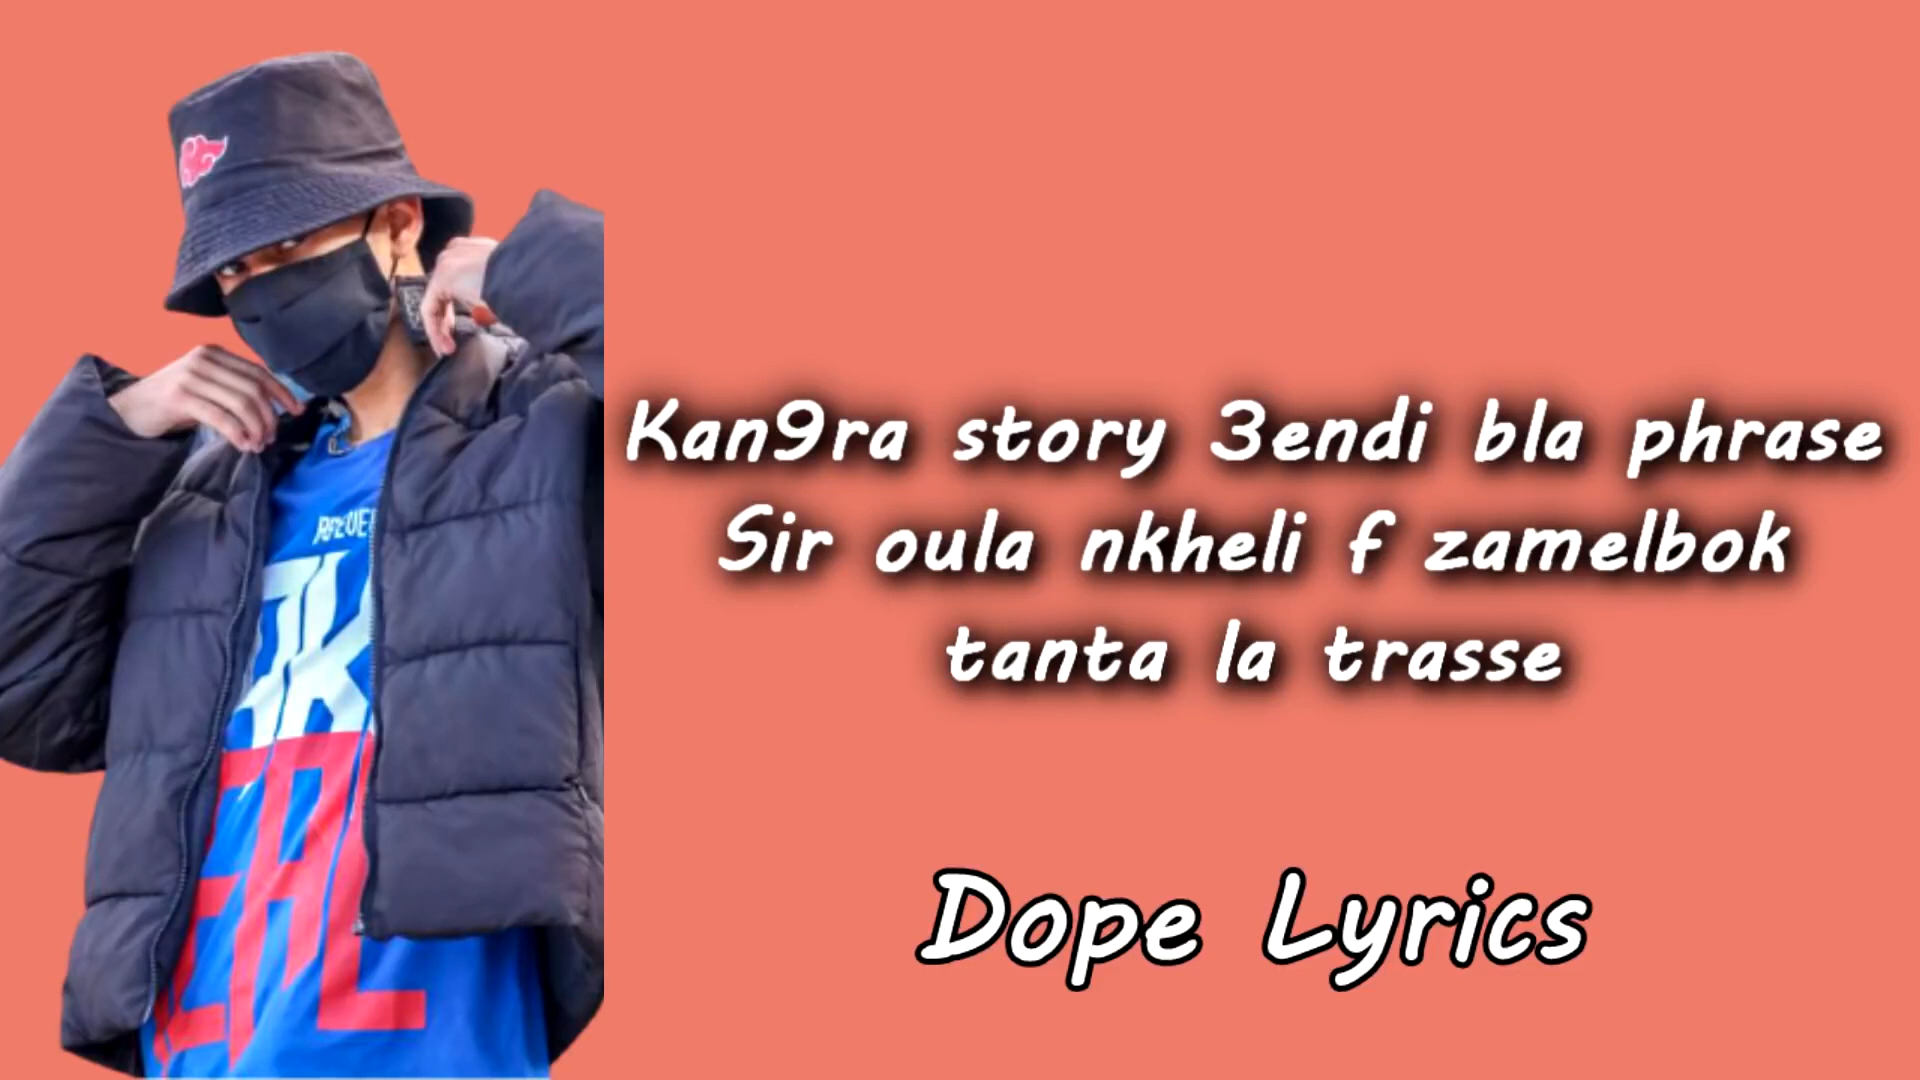 Kan9ra story 3endi bla phrase
Sir oula nkheli f zamelbok
tanta la trasse
Dope Lyrics